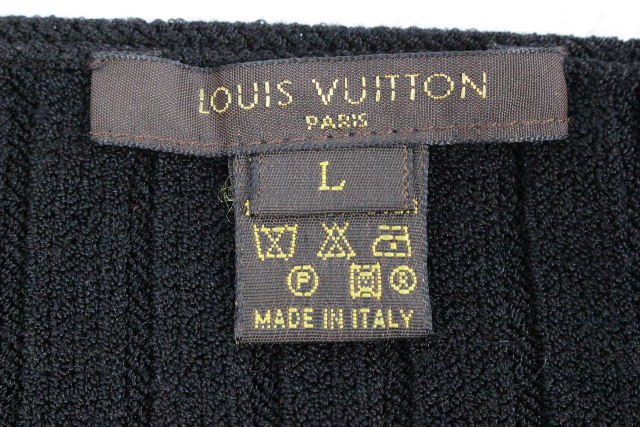 LOUIS VUITTON
PARIS
L
P
R
MADE IN ITALY